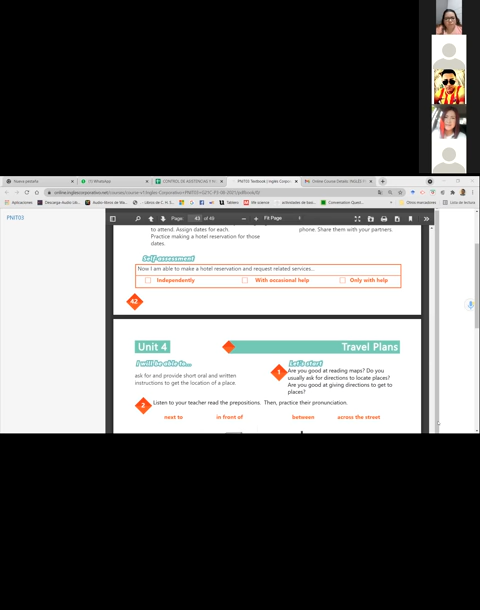 Nueva pestaña
(1) WhatsApp
CONTROL DE ASISTENCIAS Y N
PNIT03 Textbook | Inglés Corpor
Online Course Details: INGLÉS C
Aplicaciones
Descarga Audio Lib...
Libros de C. H. S...
Tablero
life science
actividades de bas...
Conversation Quest...
Otros marcadores
Lista de lectura
PNIT03
Page: 43 of 49
Fit Page
to attend. Assign dates for each.
Practice making a hotel reservation for those
dates.
phone. Share them with your partners.
Self-assessment
Now I am able to make a hotel reservation and request related services...
Independently
With occasional help
Only with help
42
Unit 4
Travel Plans
I will be able to...
ask for and provide short oral and written
instructions to get the location of a place.
Let's start
1
Are you good at reading maps? Do you
usually ask for directions to locate places?
Are you good at giving directions to get to
places?
2
Listen to your teacher read the prepositions. Then, practice their pronunciation.
next to
in front of
between
across the street